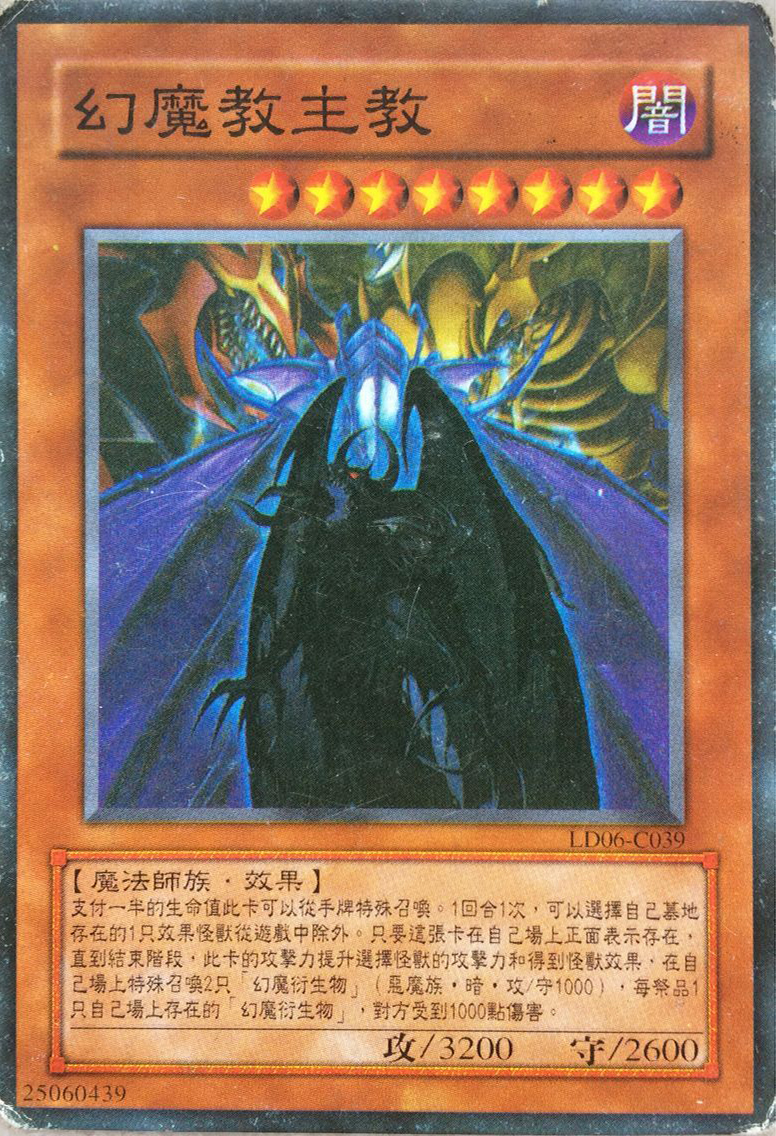 幻魔教主教
闇
LD06-C039
【魔法師族·效果】
支付一半的生命值此卡可以從手牌特殊召喚。1回合1次，可以選擇自己墓地
存在的1只效果怪獸從遊戲中除外。只要這張卡在自己場上正面表示存在，
直到結束階段，此卡的攻擊力提升選擇怪獸的攻擊力和得到怪獸效果，在自
己場上特殊召喚2只「幻魔衍生物」（惡魔族·暗·攻/守1000），每祭品1
只自己場上存在的「幻魔衍生物」，對方受到1000點傷害。
攻/3200 守/2600
25060439